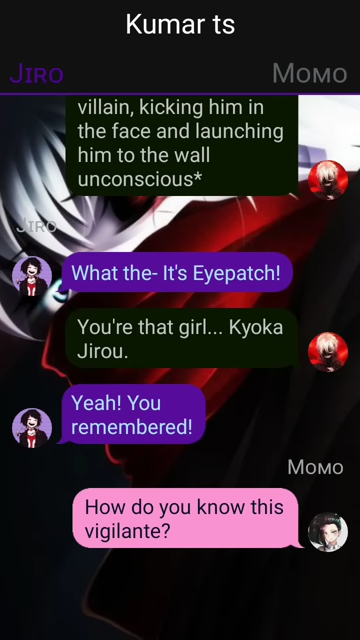 Kumar ts
Jiro
Momo
villain, kicking him in
the face and launching
him to the wall
unconscious*
Jiro
What the- It's Eyepatch!
You're that girl... Kyoka
Jirou.
Yeah! You
remembered!
Momo
How do you know this
vigilante?